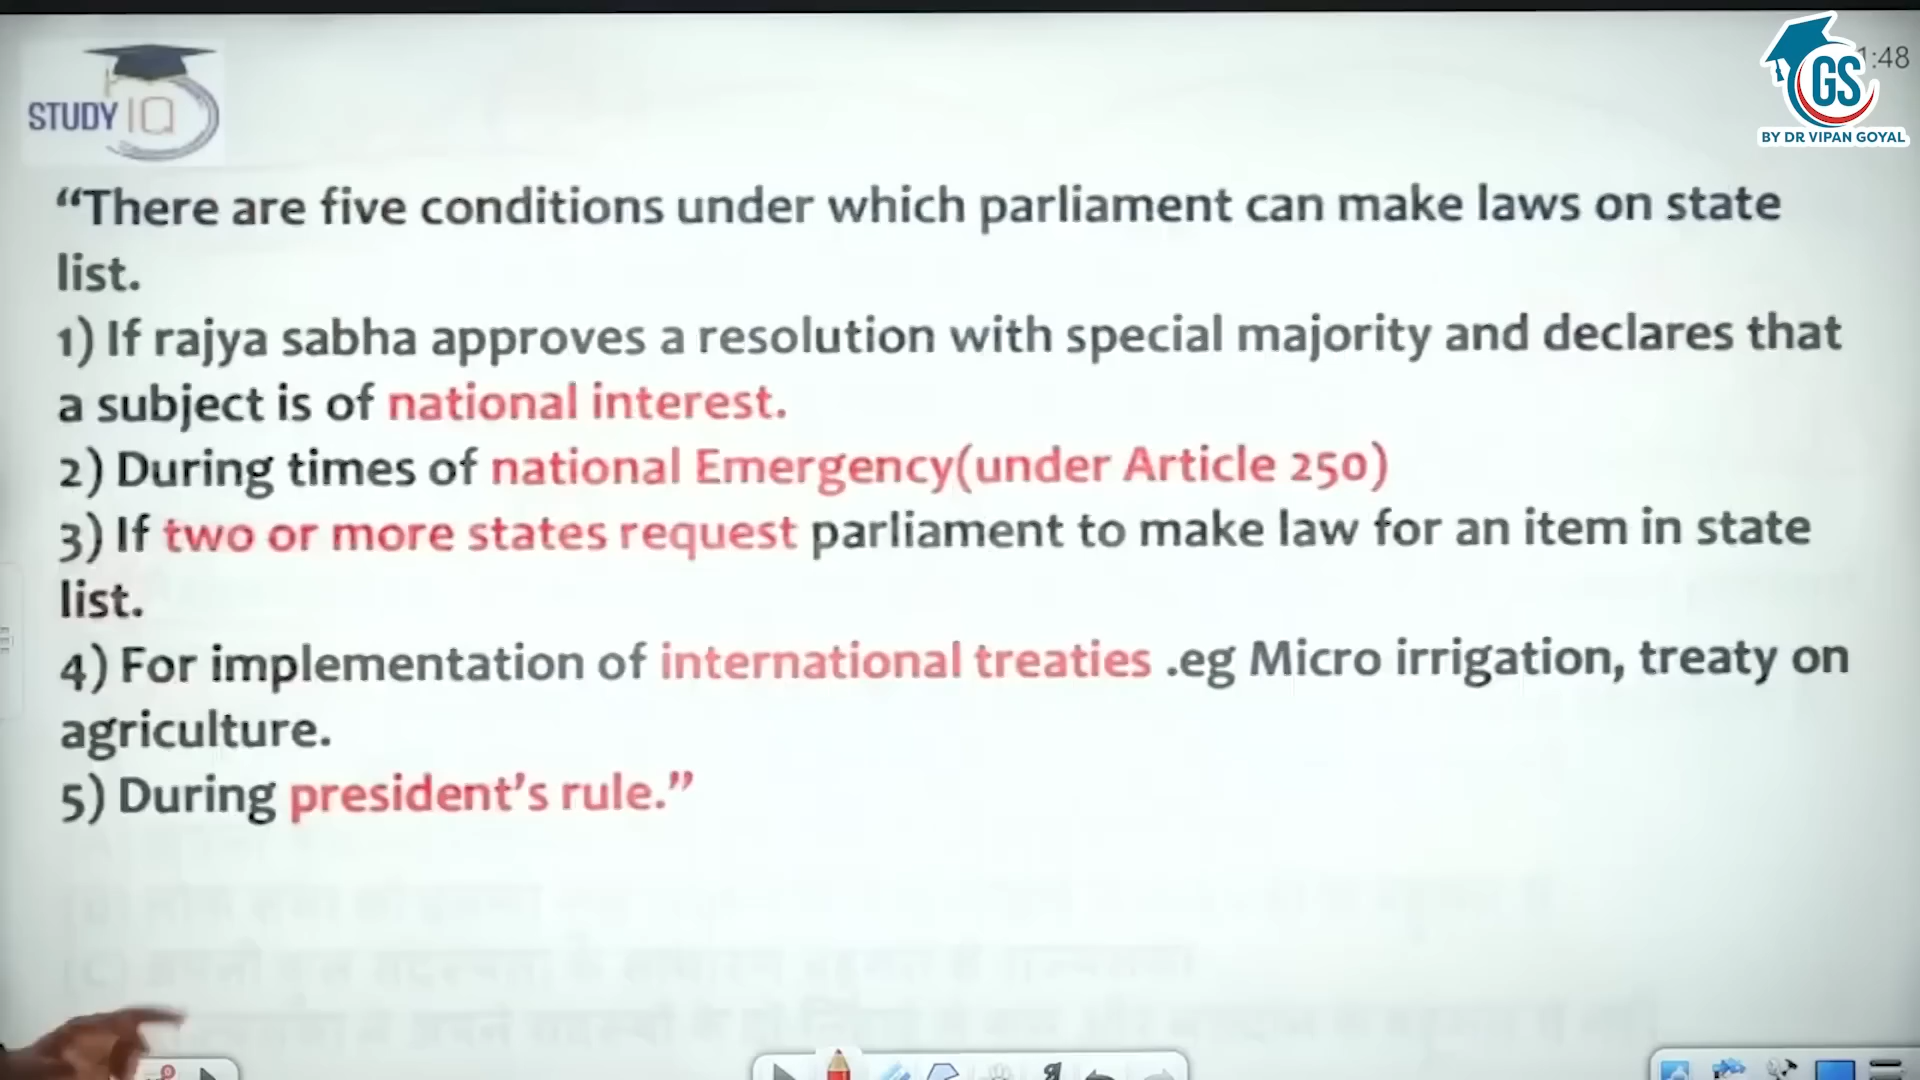 STUDY IQ
1:48
GS
BY DR VIPAN GOYAL
“There are five conditions under which parliament can make laws on state
list.
1) If rajya sabha approves a resolution with special majority and declares that
a subject is of national interest.
2) During times of national Emergency(under Article 250)
3) If two or more states request parliament to make law for an item in state
list.
4) For implementation of international treaties .eg Micro irrigation, treaty on
agriculture.
5) During president’s rule.”